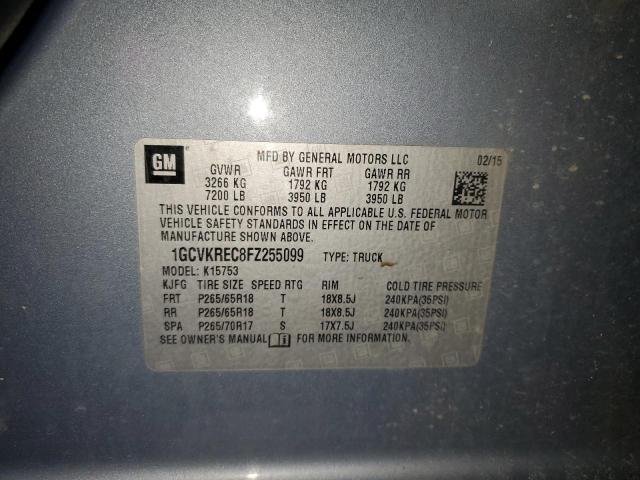 GM
MFD BY GENERAL MOTORS LLC 02/15
GVWR GAWR FRT GAWR RR
3266 KG 1792 KG 1792 KG
7200 LB 3950 LB 3950 LB
THIS VEHICLE CONFORMS TO ALL APPLICABLE U.S. FEDERAL MOTOR
VEHICLE SAFETY STANDARDS IN EFFECT ON THE DATE OF
MANUFACTURE SHOWN ABOVE.
1GCVKREC8FZ255099 TYPE: TRUCK
MODEL: K15753
KJFG TIRE SIZE SPEED RTG RIM COLD TIRE PRESSURE
FRT P265/65R18 T 18X8.5J 240KPA(35PSI)
RR P265/65R18 T 18X8.5J 240KPA(35PSI)
SPA P265/70R17 S 17X7.5J 240KPA(35PSI)
SEE OWNER'S MANUAL i FOR MORE INFORMATION.